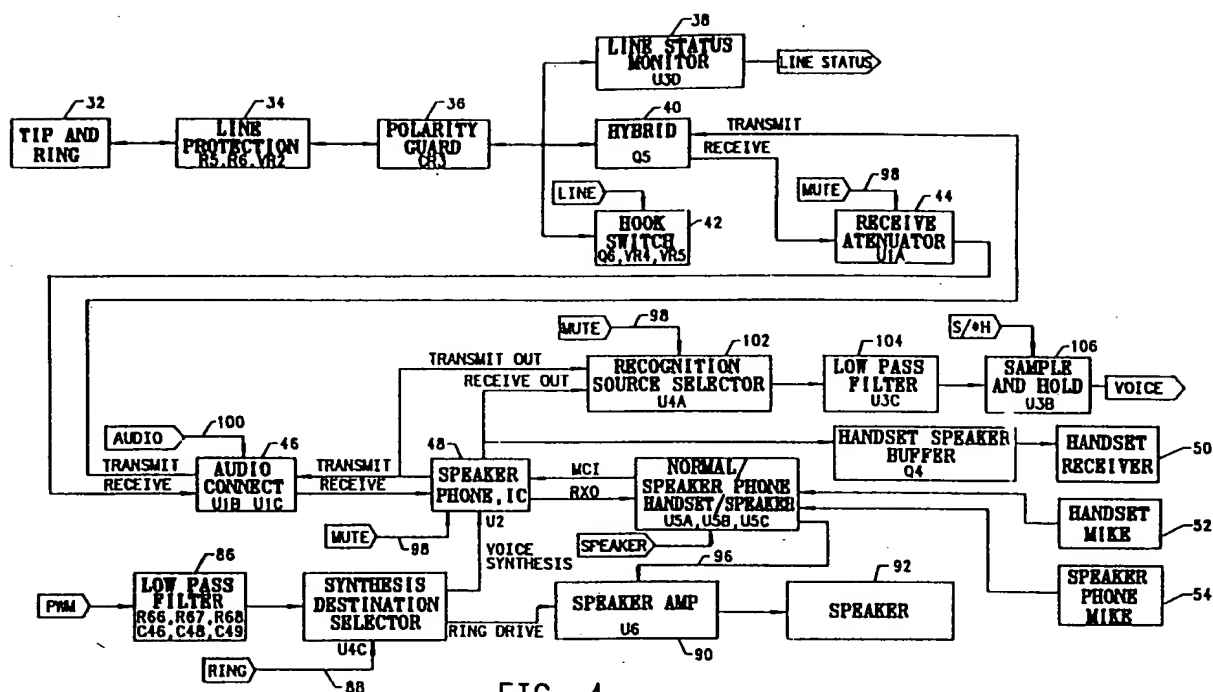 38
LINE STATUS
MONITOR
U3D
LINE STATUS
32
TIP AND
RING
34
LINE
PROTECTION
R5,R6,VR2
36
POLARITY
GUARD
CR3
40
HYBRID
Q5
TRANSMIT
RECEIVE
LINE
HOOK
SWITCH
Q6,VR4,VR5
42
MUTE
98
44
RECEIVE
ATENUATOR
U1A
MUTE
98
TRANSMIT OUT
RECEIVE OUT
102
RECOGNITION
SOURCE SELECTOR
U4A
104
LOW PASS
FILTER
U3C
S/*H
106
SAMPLE
AND HOLD
U3B
VOICE
AUDIO
100
TRANSMIT
RECEIVE
46
AUDIO
CONNECT
U1B U1C
TRANSMIT
RECEIVE
48
SPEAKER
PHONE,IC
U2
MUTE
98
MCI
RXO
NORMAL/
SPEAKER PHONE
HANDSET/SPEAKER
U5A,U5B,U5C
SPEAKER
HANDSET SPEAKER
BUFFER
Q4
HANDSET
RECEIVER
50
HANDSET
MIKE
52
SPEAKER
PHONE
MIKE
54
PWM
86
LOW PASS
FILTER
R66,R67,R68
C46,C48,C49
SYNTHESIS
DESTINATION
SELECTOR
U4C
RING
88
VOICE
SYNTHESIS
RING DRIVE
96
SPEAKER AMP
U6
90
92
SPEAKER
FIG. 4